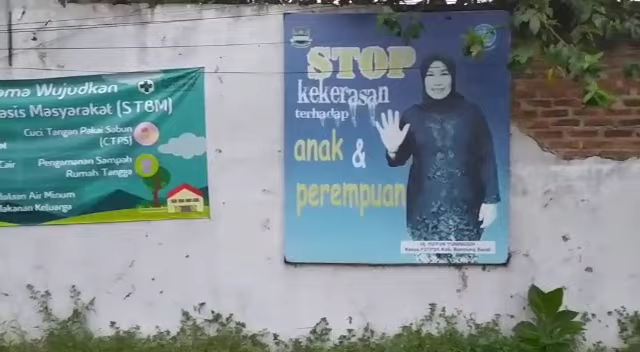 ma Wujudkan
asis Masyarakat (STBM)
Cuci Tangan Pakai Sabun
(CTPS)
Pengamanan Sampah
Rumah Tangga
Air Minum
Makanan Keluarga
STOP
kekerasan
terhadap
anak &
perempuan